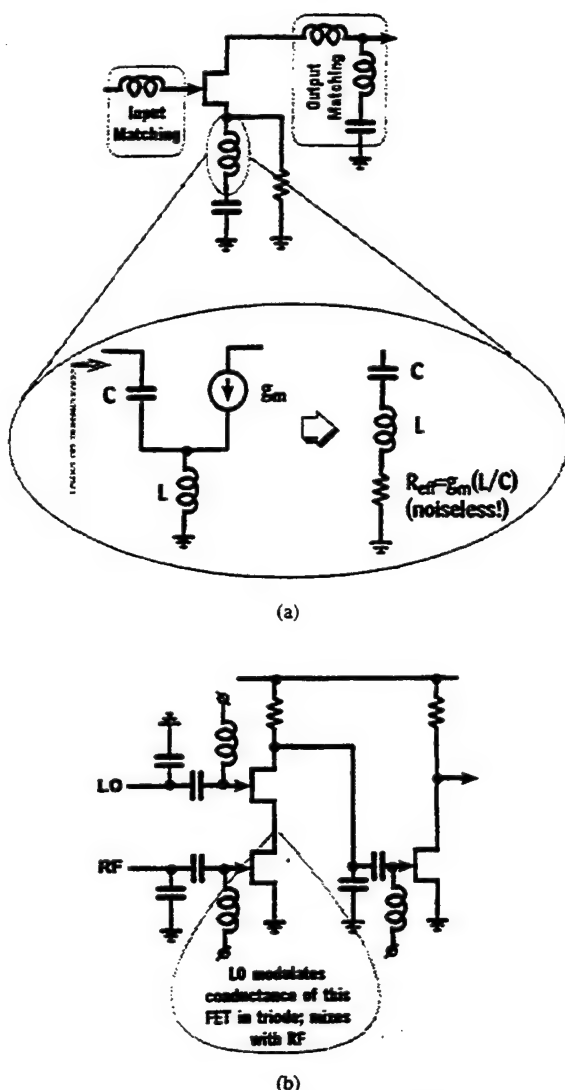 Input
Matching
Output
Matching
C
gm
L
C
L
Reff=gm(L/C)
(noiseless!)
(a)
LO
RF
LO modulates
conductance of this
FET in triode; mixes
with RF
(b)